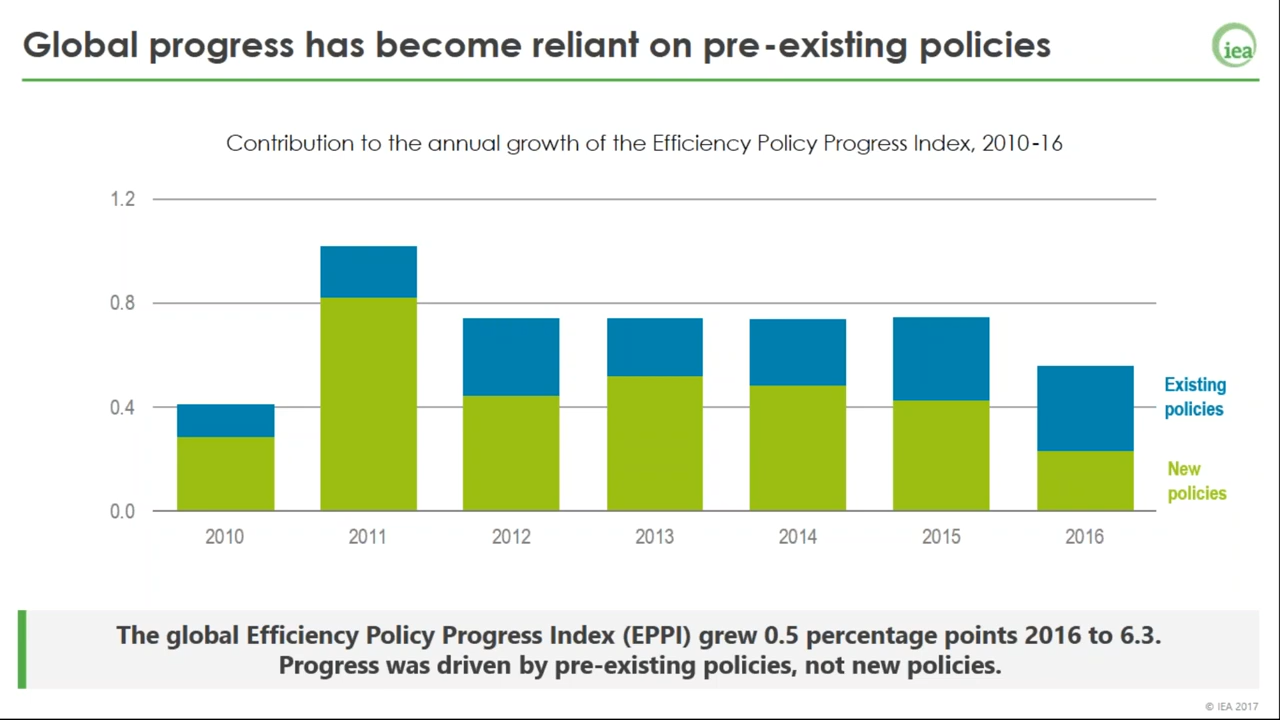 Global progress has become reliant on pre-existing policies
iea
Contribution to the annual growth of the Efficiency Policy Progress Index, 2010-16
1.2
0.8
0.4
0.0
2010 2011 2012 2013 2014 2015 2016
Existing
policies
New
policies
The global Efficiency Policy Progress Index (EPPI) grew 0.5 percentage points 2016 to 6.3.
Progress was driven by pre-existing policies, not new policies.
© IEA 2017